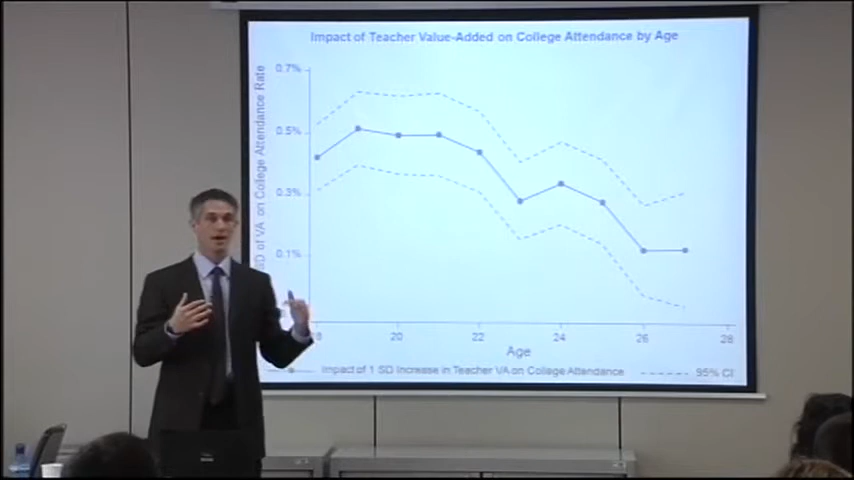 Impact of Teacher Value-Added on College Attendance by Age
SD of VA on College Attendance Rate
0.7%
0.5%
0.3%
0.1%
20
22
24
26
28
Age
Impact of 1 SD Increase in Teacher VA on College Attendance
95% CI